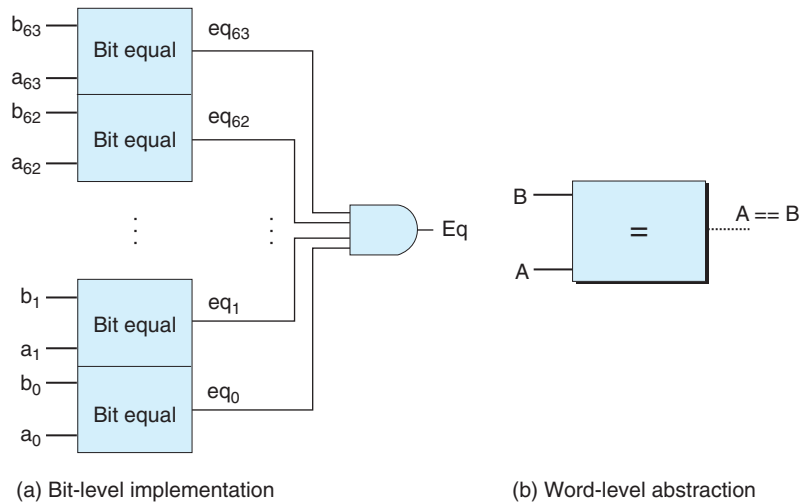 b63
Bit equal
eq63
a63
b62
Bit equal
eq62
a62
Eq
B
=
A == B
A
b1
Bit equal
eq1
a1
b0
Bit equal
eq0
a0
(a) Bit-level implementation
(b) Word-level abstraction